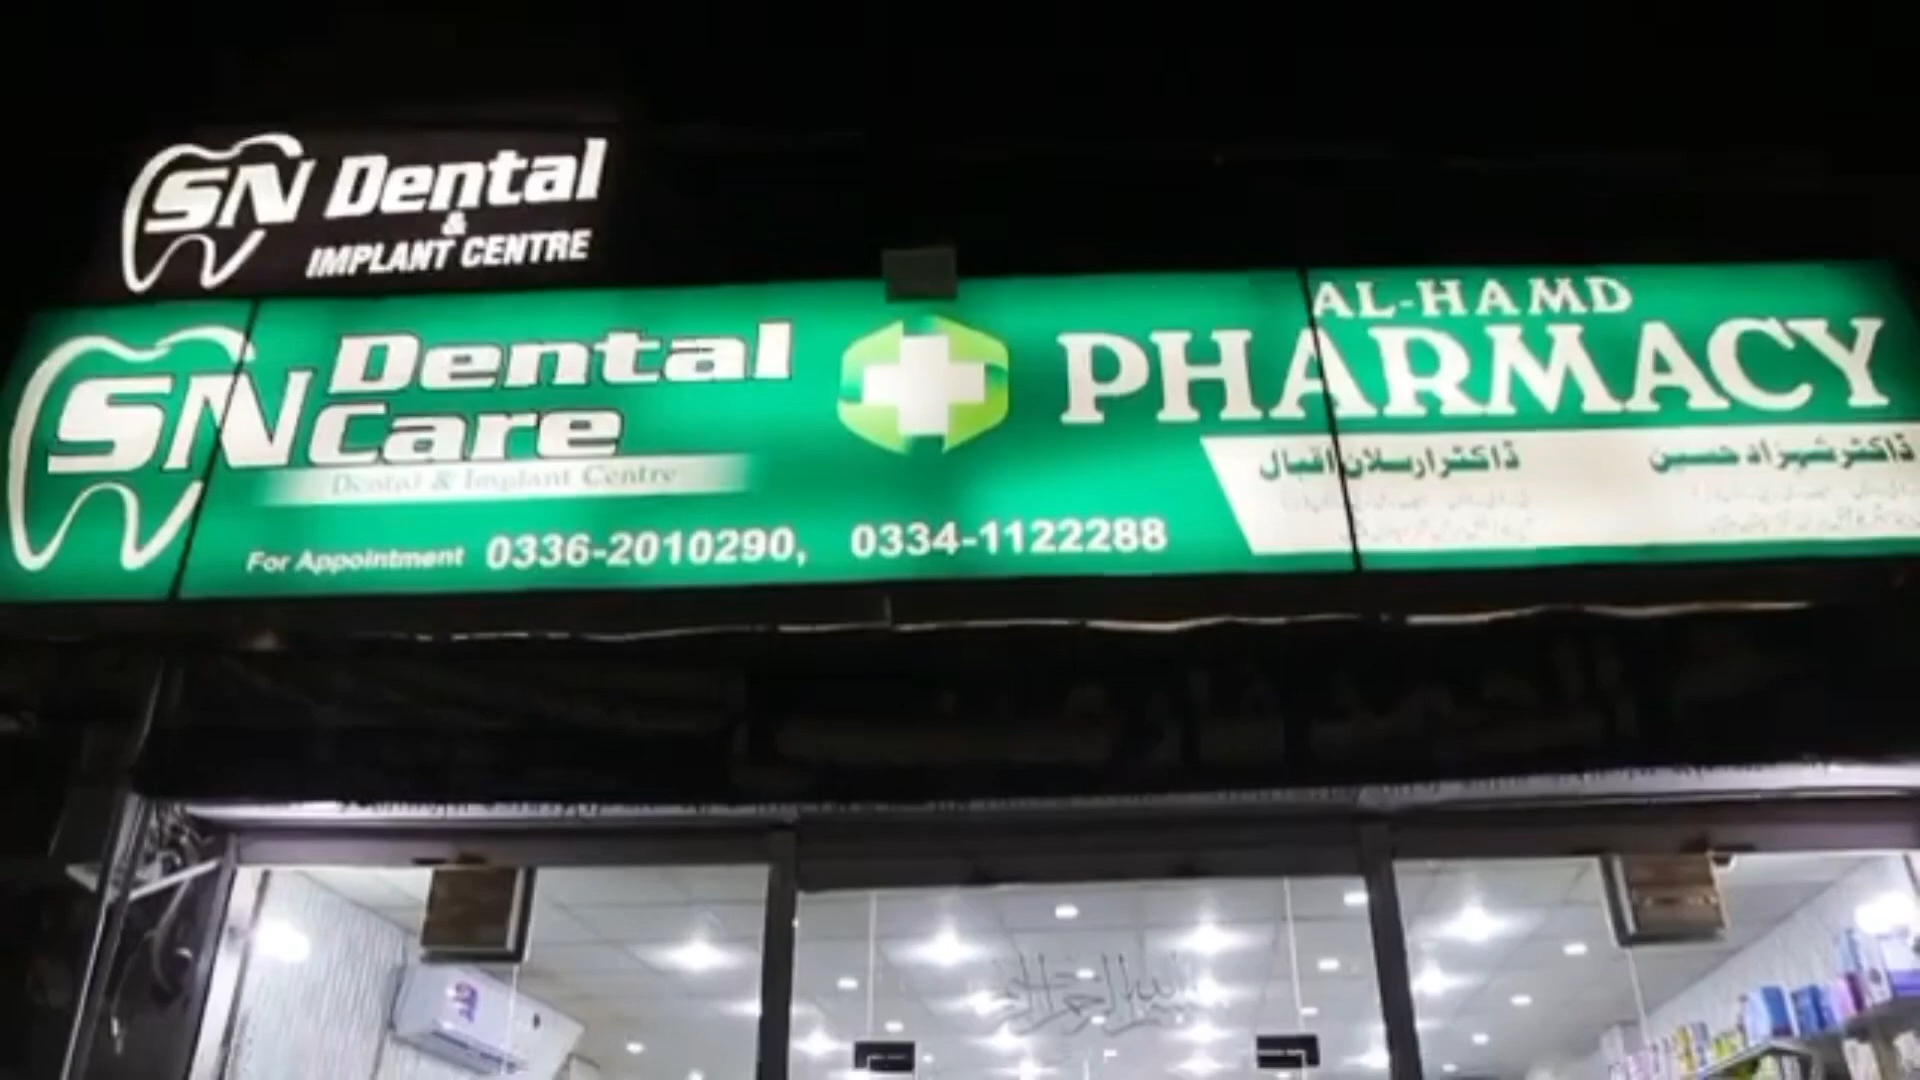 SN Dental
&
IMPLANT CENTRE
SN Dental Care
Dental & Implant Centre
For Appointment 0336-2010290, 0334-1122288
AL-HAMD
PHARMACY
ڈاکٹر شہزاد حسین
ڈاکٹر ارسلان اقبال